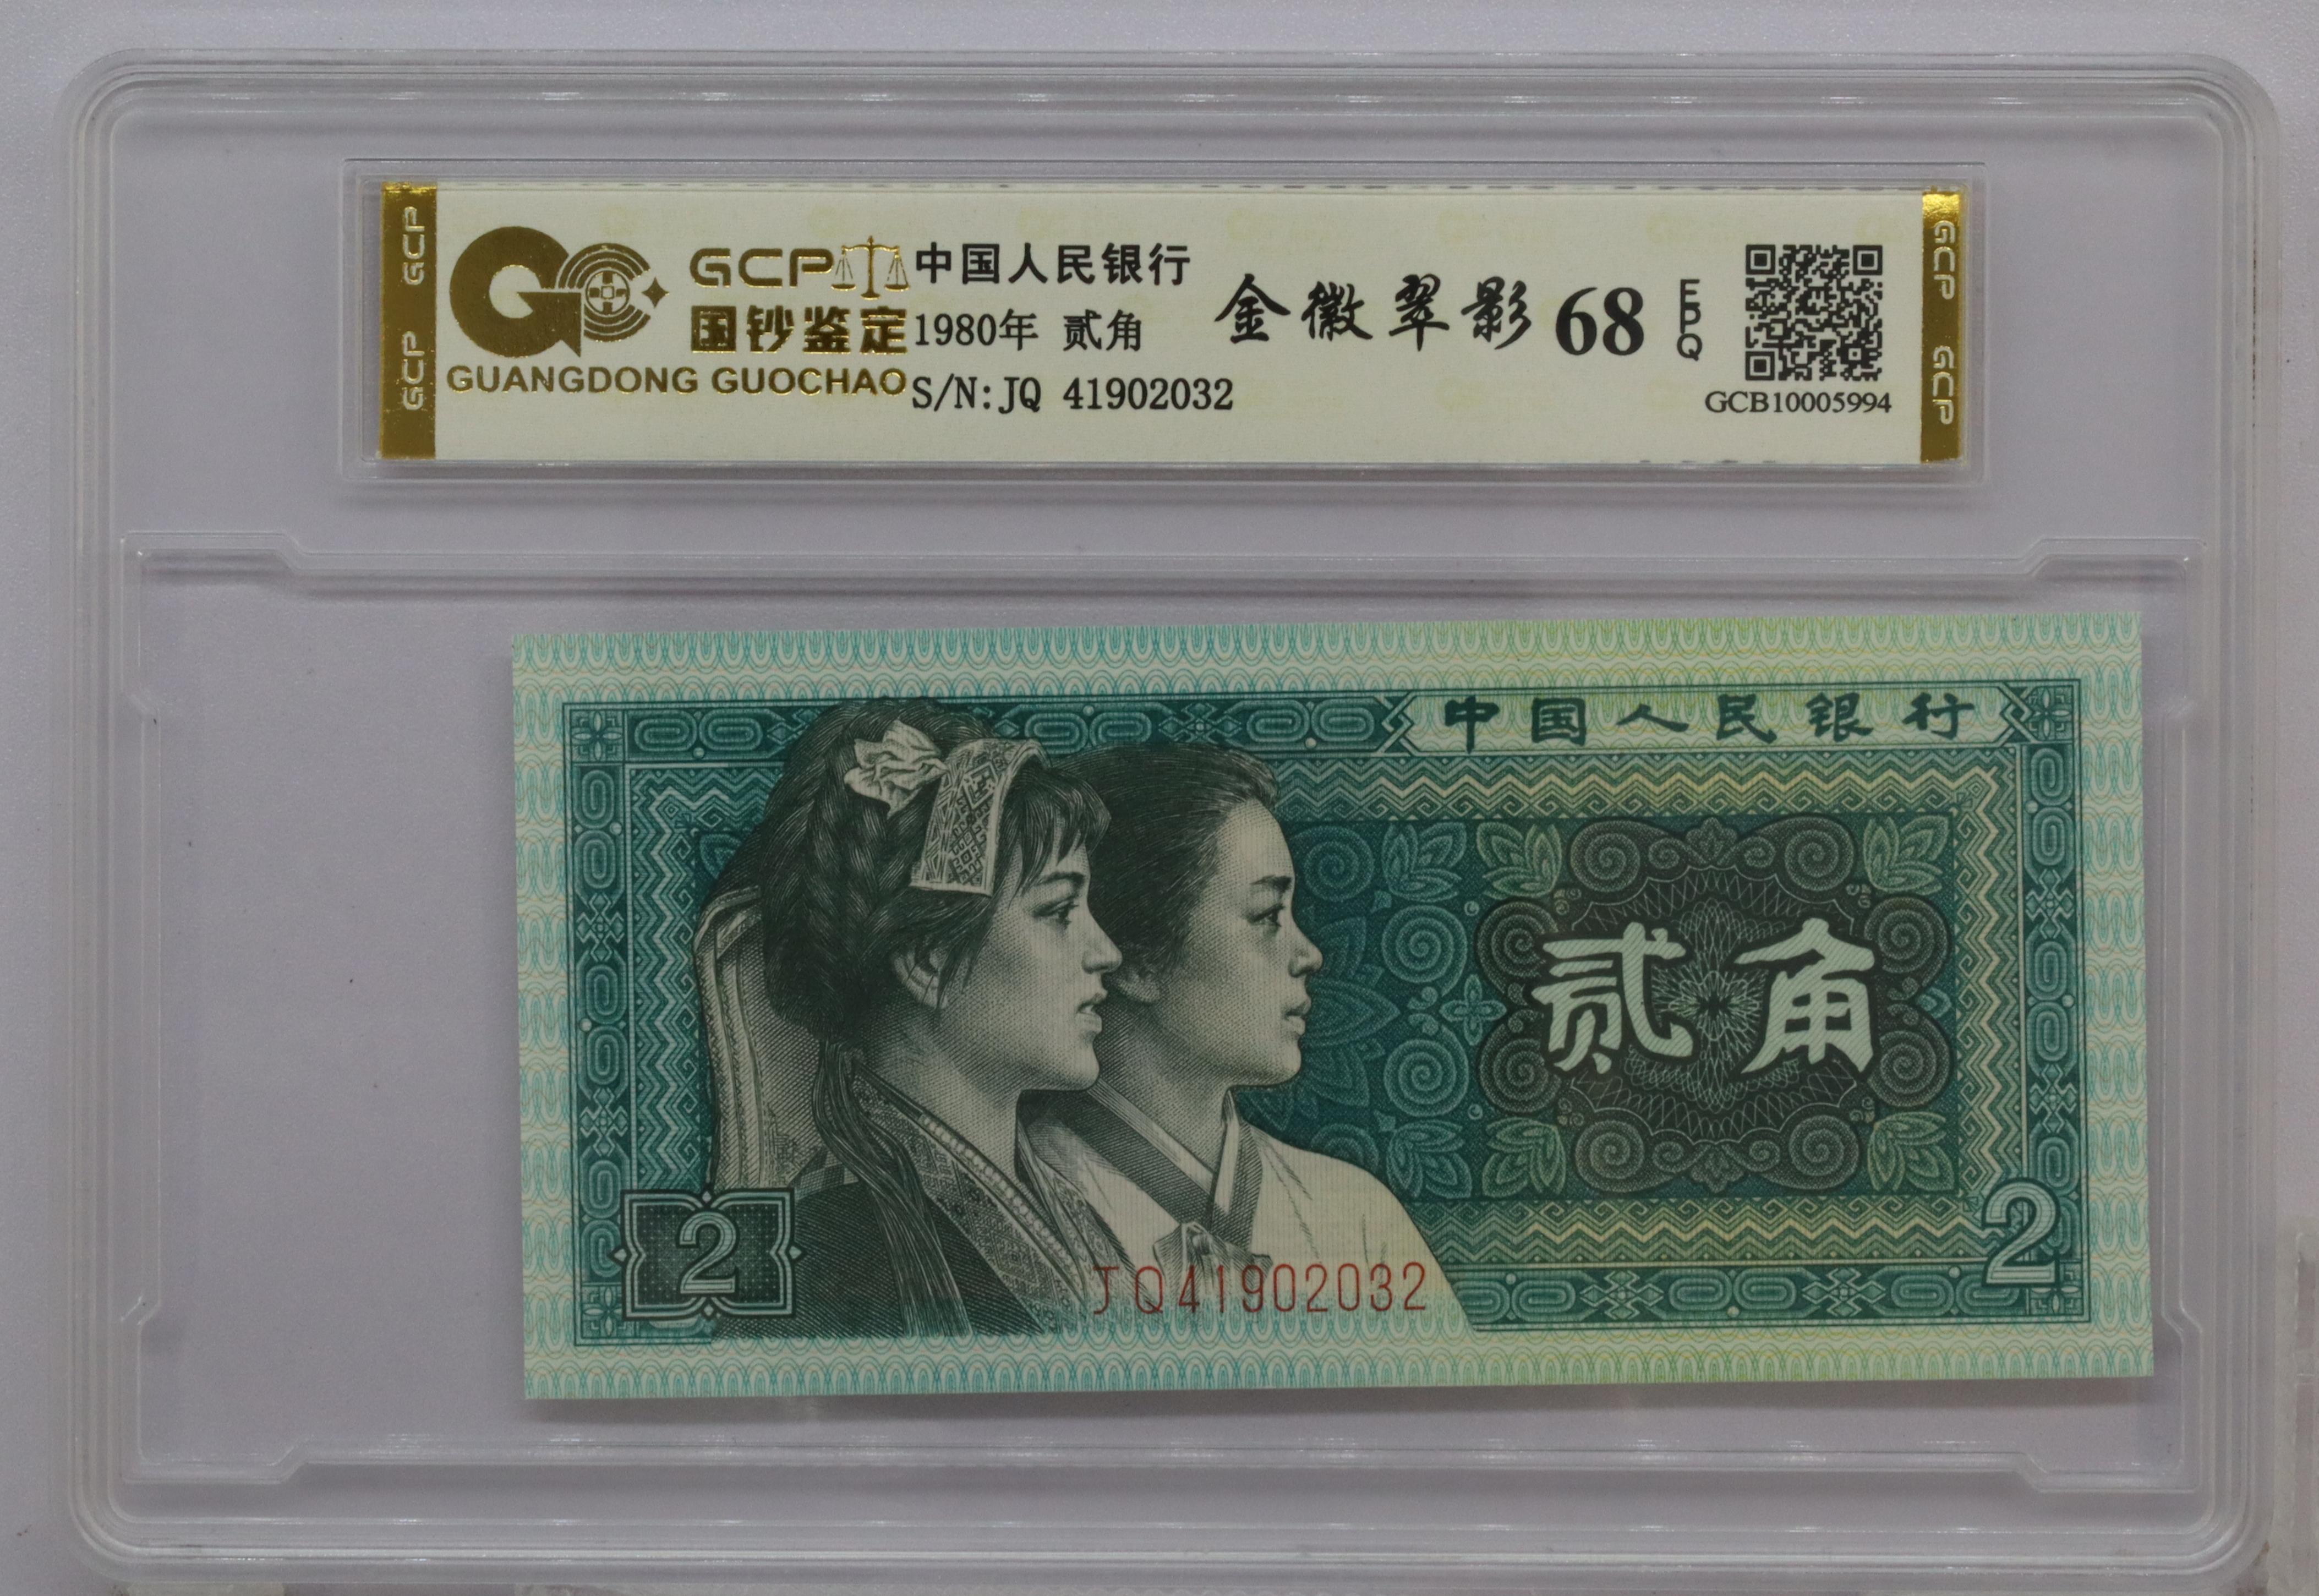 GCP
GCP
GCP
国钞鉴定
GUANGDONG GUOCHAO
中国人民银行
1980年 贰角
S/N:JQ 41902032
金徽翠影 68 EPQ
GCB10005994
GCP
GCP
中国人民银行
贰角
2
2
JQ41902032